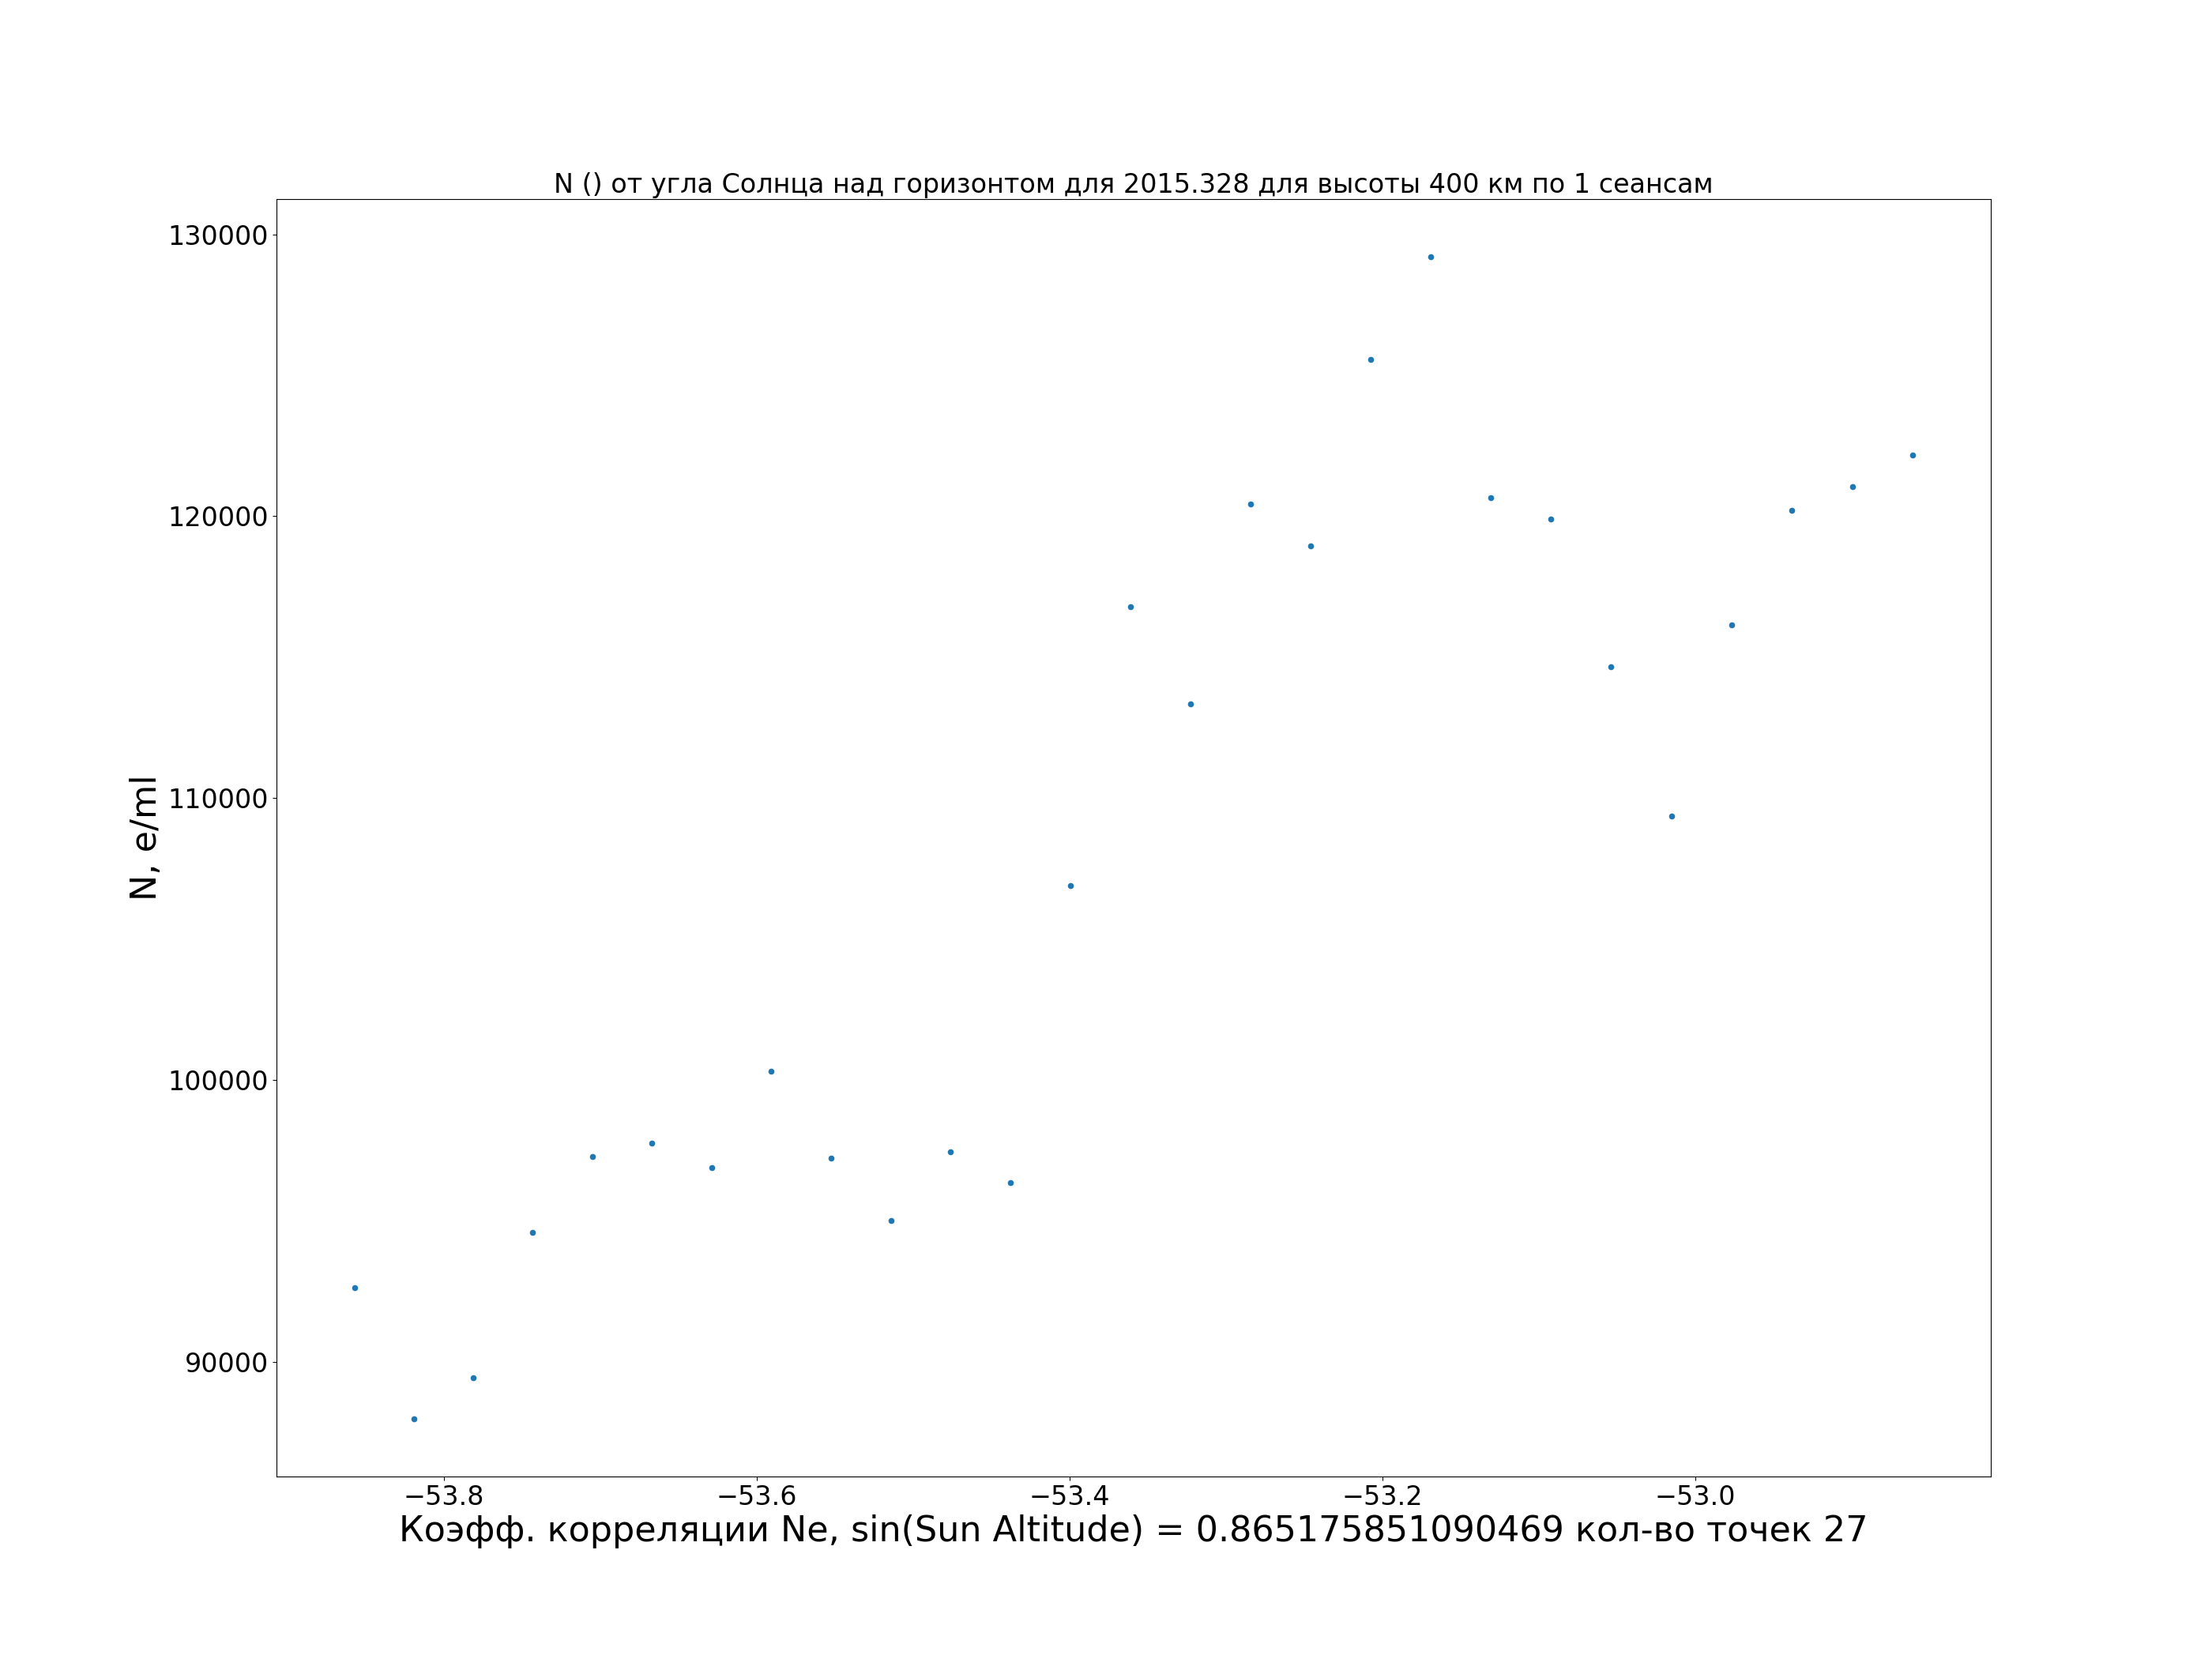 N () от угла Солнца над горизонтом для 2015.328 для высоты 400 км по 1 сеансам
130000
120000
110000
100000
90000
N, e/ml
−53.8 −53.6 −53.4 −53.2 −53.0
Коэфф. корреляции Ne, sin(Sun Altitude) = 0.865175851090469 кол-во точек 27